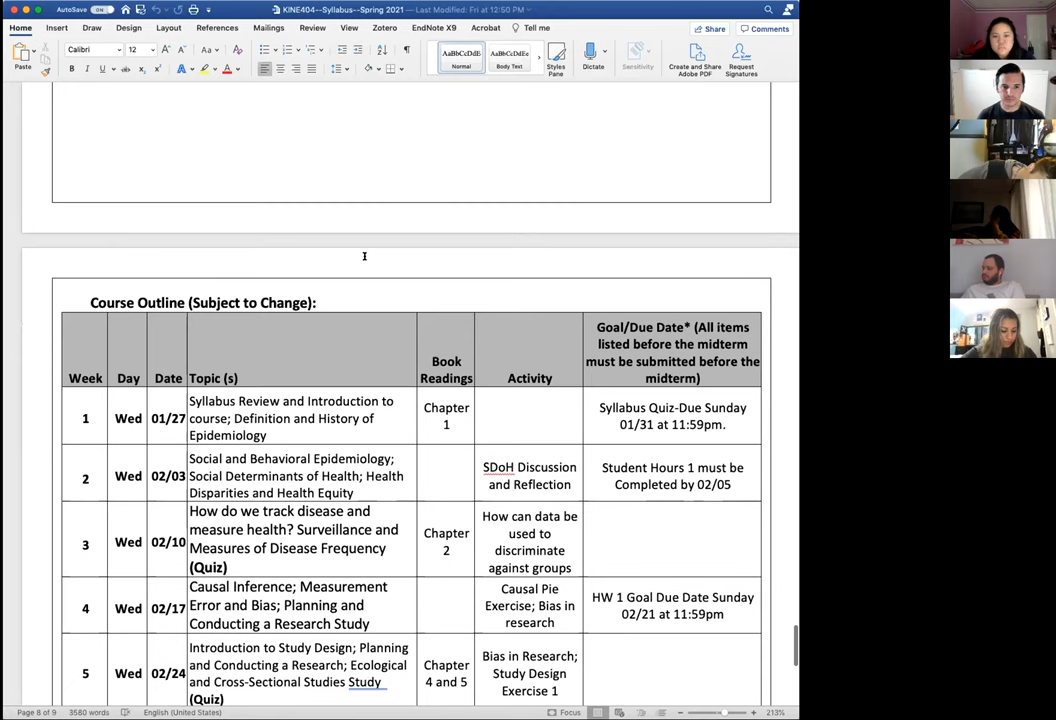 AutoSave ON
KINE404--Syllabus--Spring 2021 — Last Modified: Fri at 12:50 PM
Home Insert Draw Design Layout References Mailings Review View Zotero EndNote X9 Acrobat Tell me
Share Comments
Paste
Calibri 12
AaBbCcDdE
Normal
AaBbCcDdEe
Body Text
Styles Pane
Dictate
Sensitivity
Create and Share Adobe PDF
Request Signatures
Course Outline (Subject to Change):
Week Day Date Topic (s) Book Readings Activity Goal/Due Date* (All items listed before the midterm must be submitted before the midterm)
1 Wed 01/27 Syllabus Review and Introduction to course; Definition and History of Epidemiology Chapter 1 Syllabus Quiz-Due Sunday 01/31 at 11:59pm.
2 Wed 02/03 Social and Behavioral Epidemiology; Social Determinants of Health; Health Disparities and Health Equity SDoH Discussion and Reflection Student Hours 1 must be Completed by 02/05
3 Wed 02/10 How do we track disease and measure health? Surveillance and Measures of Disease Frequency (Quiz) Chapter 2 How can data be used to discriminate against groups
4 Wed 02/17 Causal Inference; Measurement Error and Bias; Planning and Conducting a Research Study Causal Pie Exercise; Bias in research HW 1 Goal Due Date Sunday 02/21 at 11:59pm
5 Wed 02/24 Introduction to Study Design; Planning and Conducting a Research; Ecological and Cross-Sectional Studies Study (Quiz) Chapter 4 and 5 Bias in Research; Study Design Exercise 1
Page 8 of 9 3580 words English (United States) Focus 213%